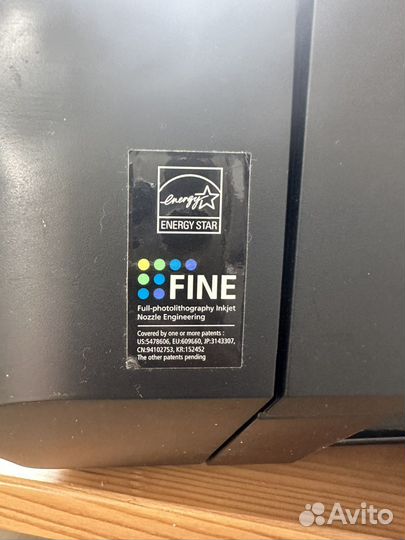 energy
ENERGY STAR
FINE
Full-photolithography Inkjet
Nozzle Engineering
Covered by one or more patents :
US:5478606, EU:609660, JP:3143307,
CN:94102753, KR:152452
The other patents pending
Avito